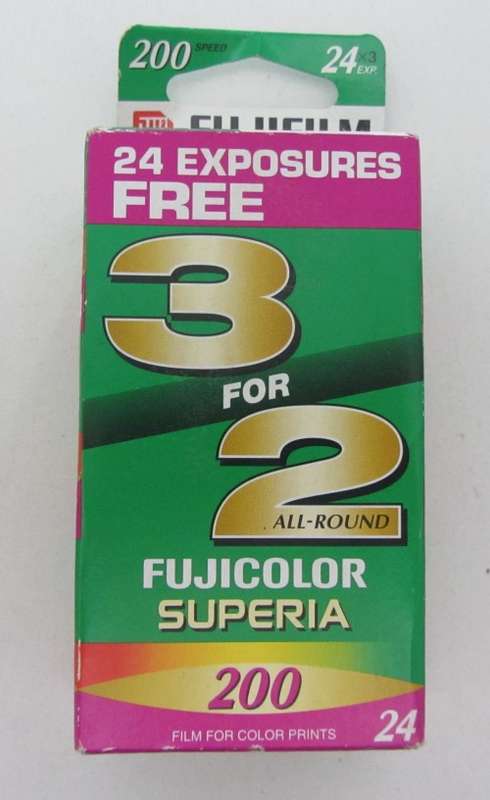 200 SPEED
24×3
EXP.
FUJI FUJIFILM
24 EXPOSURES
FREE
3
FOR
2
ALL-ROUND
FUJICOLOR
SUPERIA
200
FILM FOR COLOR PRINTS 24